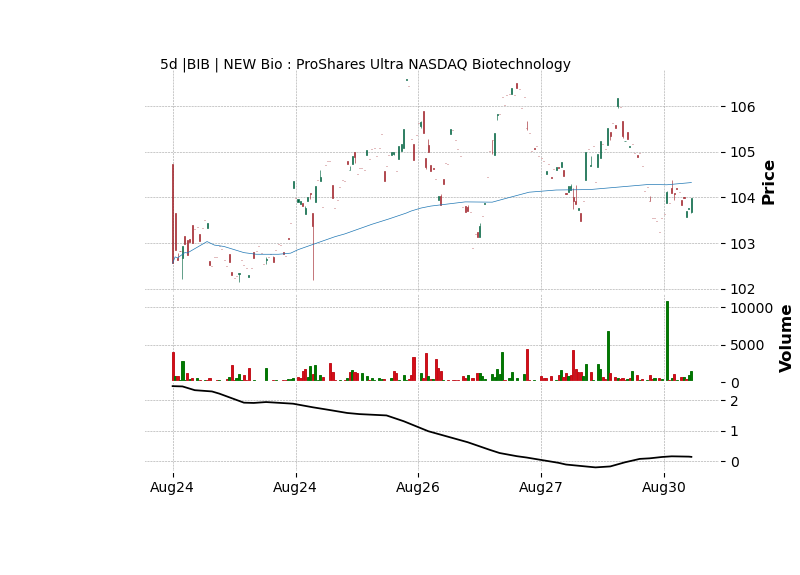 5d |BIB | NEW Bio : ProShares Ultra NASDAQ Biotechnology
106
105
104
103
102
Price
10000
5000
0
Volume
2
1
0
Aug24 Aug24 Aug26 Aug27 Aug30